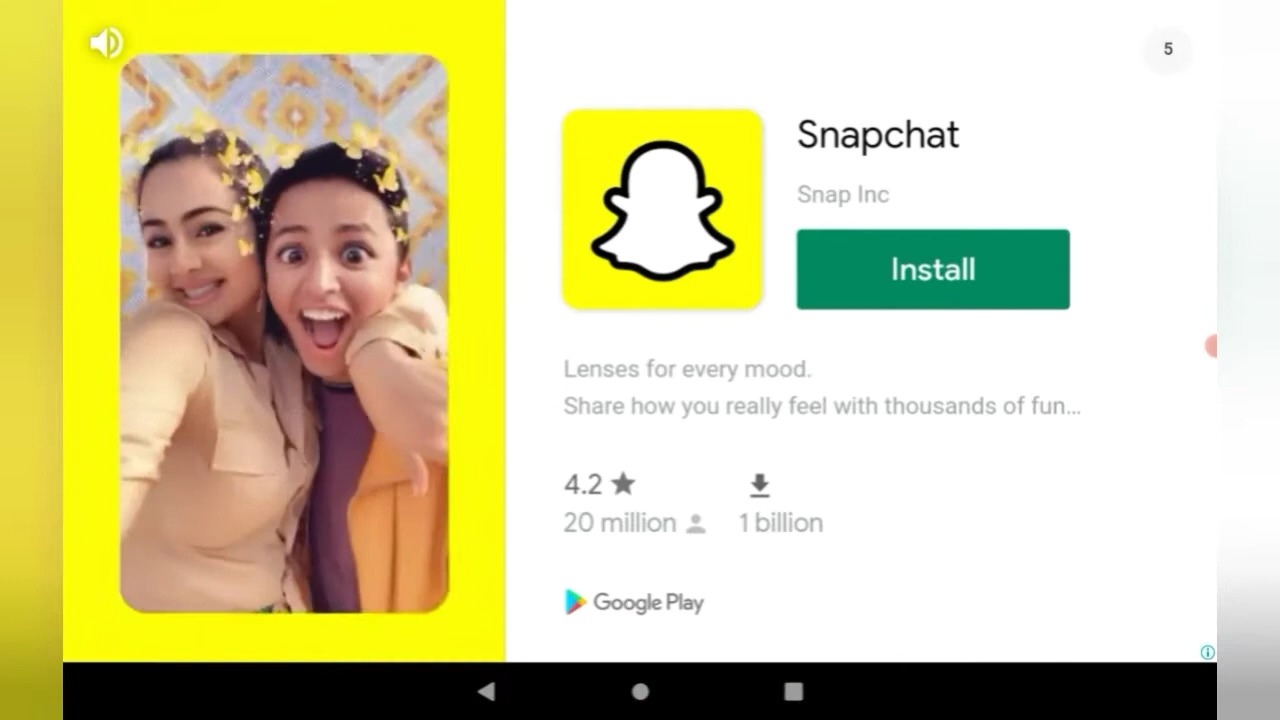 5
Snapchat
Snap Inc
Install
Lenses for every mood.
Share how you really feel with thousands of fun...
4.2
20 million
1 billion
Google Play